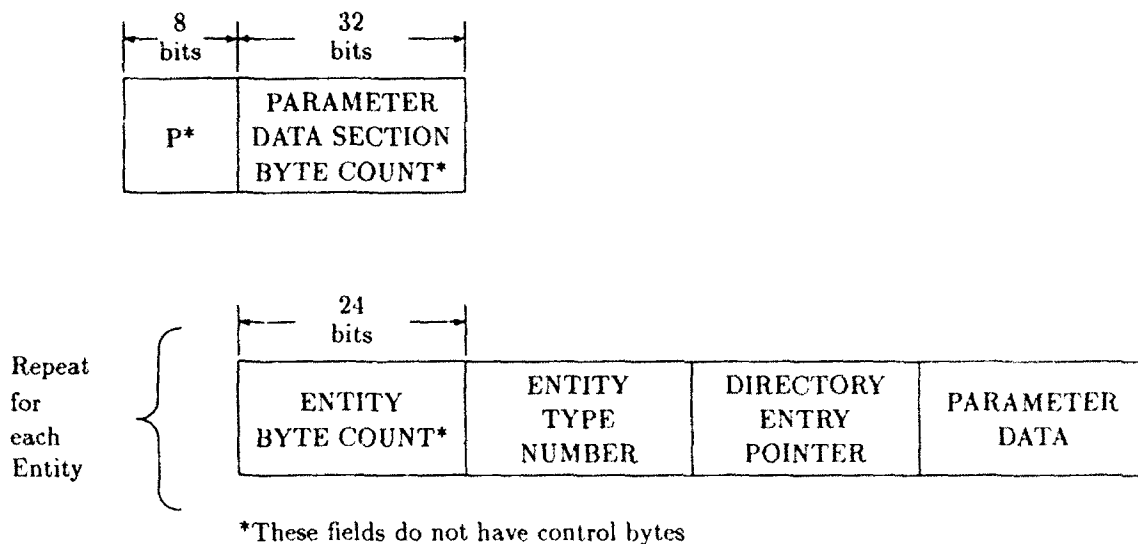 8
bits
32
bits
P*
PARAMETER
DATA SECTION
BYTE COUNT*
24
bits
Repeat
for
each
Entity
ENTITY
BYTE COUNT*
ENTITY
TYPE
NUMBER
DIRECTORY
ENTRY
POINTER
PARAMETER
DATA
*These fields do not have control bytes